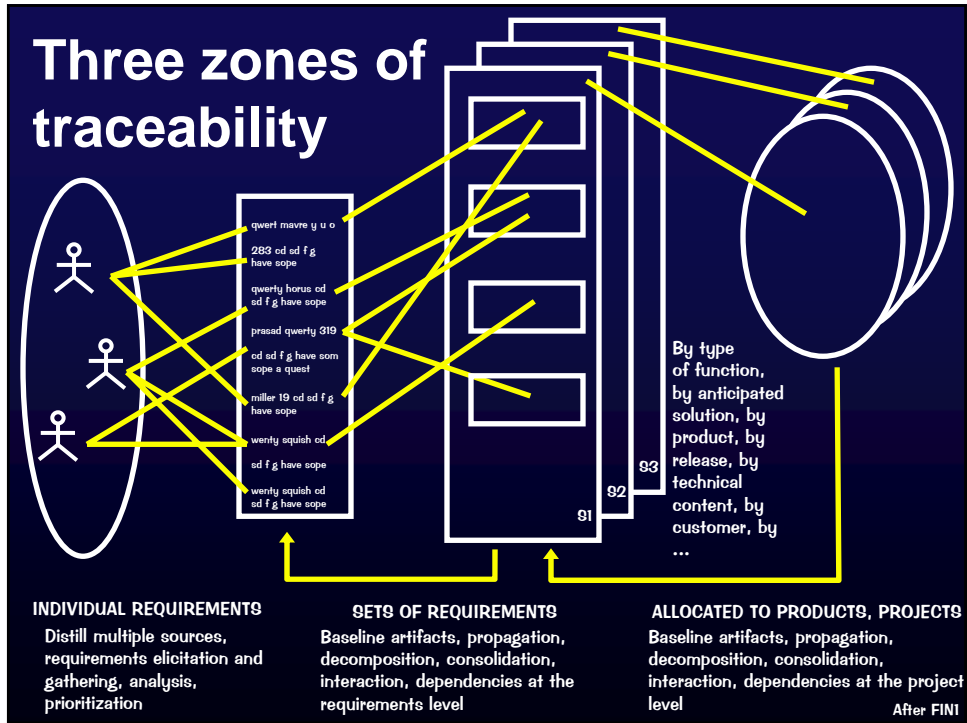 Three zones of
traceability
qwert mavre y u o
283 cd sd f g
have sope
qwerty horus cd
sd f g have sope
prasad qwerty 319
cd sd f g have som
sope a quest
miller 19 cd sd f g
have sope
wenty squish cd
sd f g have sope
wenty squish cd
sd f g have sope
S1
S2
S3
By type
of function,
by anticipated
solution, by
product, by
release, by
technical
content, by
customer, by
...
INDIVIDUAL REQUIREMENTS
Distill multiple sources,
requirements elicitation and
gathering, analysis,
prioritization
SETS OF REQUIREMENTS
Baseline artifacts, propagation,
decomposition, consolidation,
interaction, dependencies at the
requirements level
ALLOCATED TO PRODUCTS, PROJECTS
Baseline artifacts, propagation,
decomposition, consolidation,
interaction, dependencies at the project
level
After FIN1